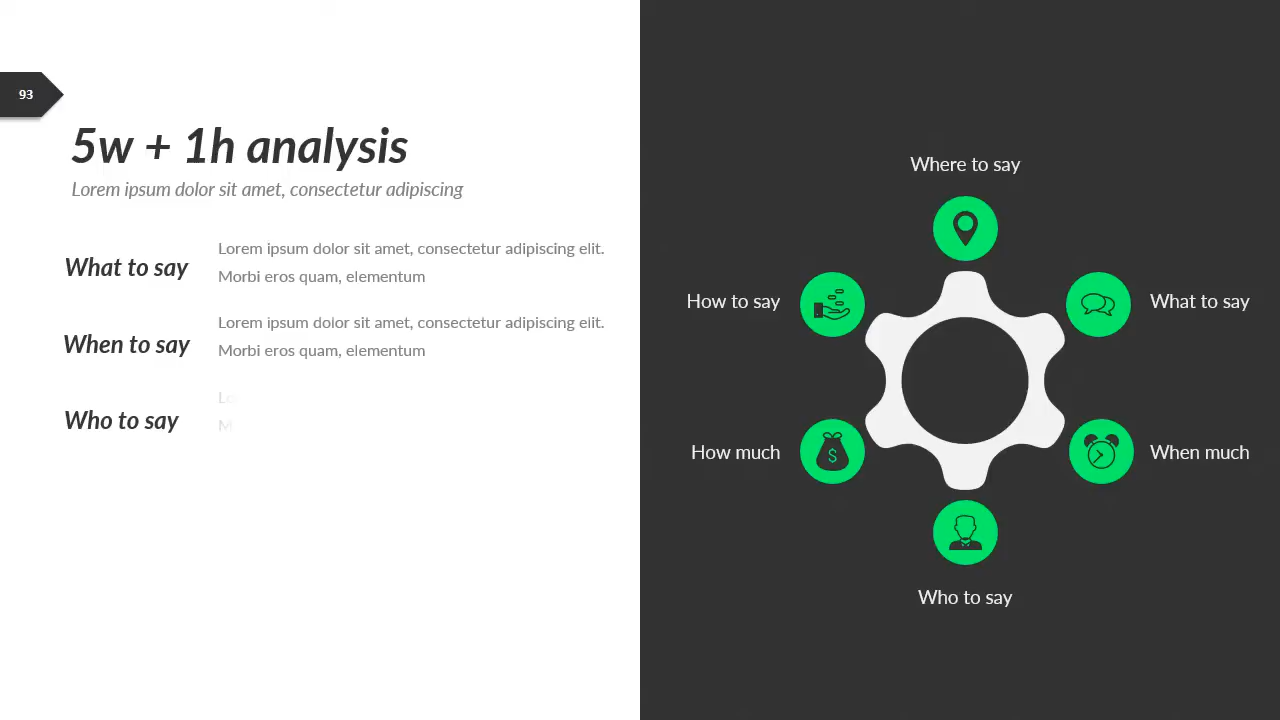 93
5w + 1h analysis
Lorem ipsum dolor sit amet, consectetur adipiscing
What to say
Lorem ipsum dolor sit amet, consectetur adipiscing elit.
Morbi eros quam, elementum
When to say
Lorem ipsum dolor sit amet, consectetur adipiscing elit.
Morbi eros quam, elementum
Who to say
Lo
M
Where to say
How to say
What to say
How much
$
When much
Who to say